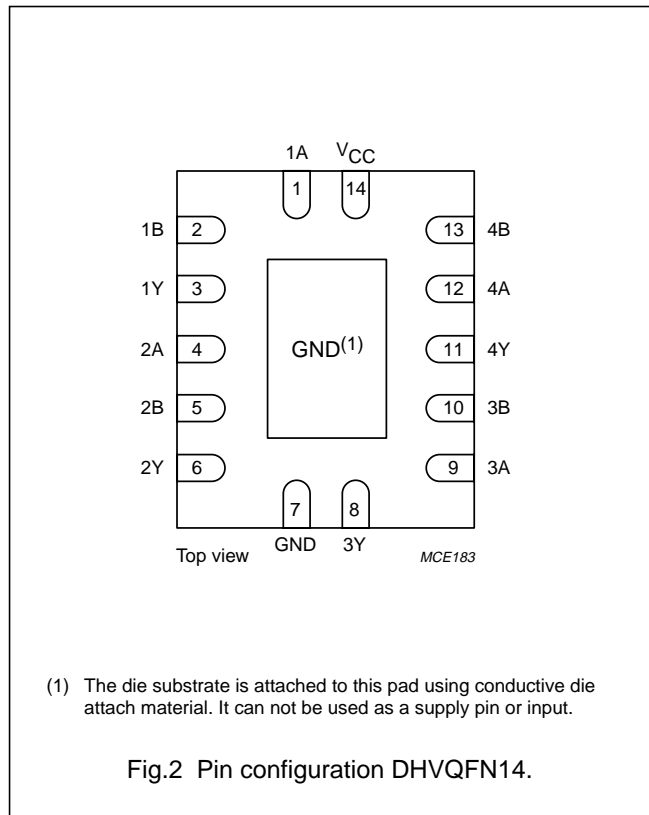 1A VCC
1 14
1B 2 13 4B
1Y 3 12 4A
2A 4 GND(1) 11 4Y
2B 5 10 3B
2Y 6 9 3A
7 8
Top view GND 3Y MCE183
(1) The die substrate is attached to this pad using conductive die
attach material. It can not be used as a supply pin or input.
Fig.2 Pin configuration DHVQFN14.